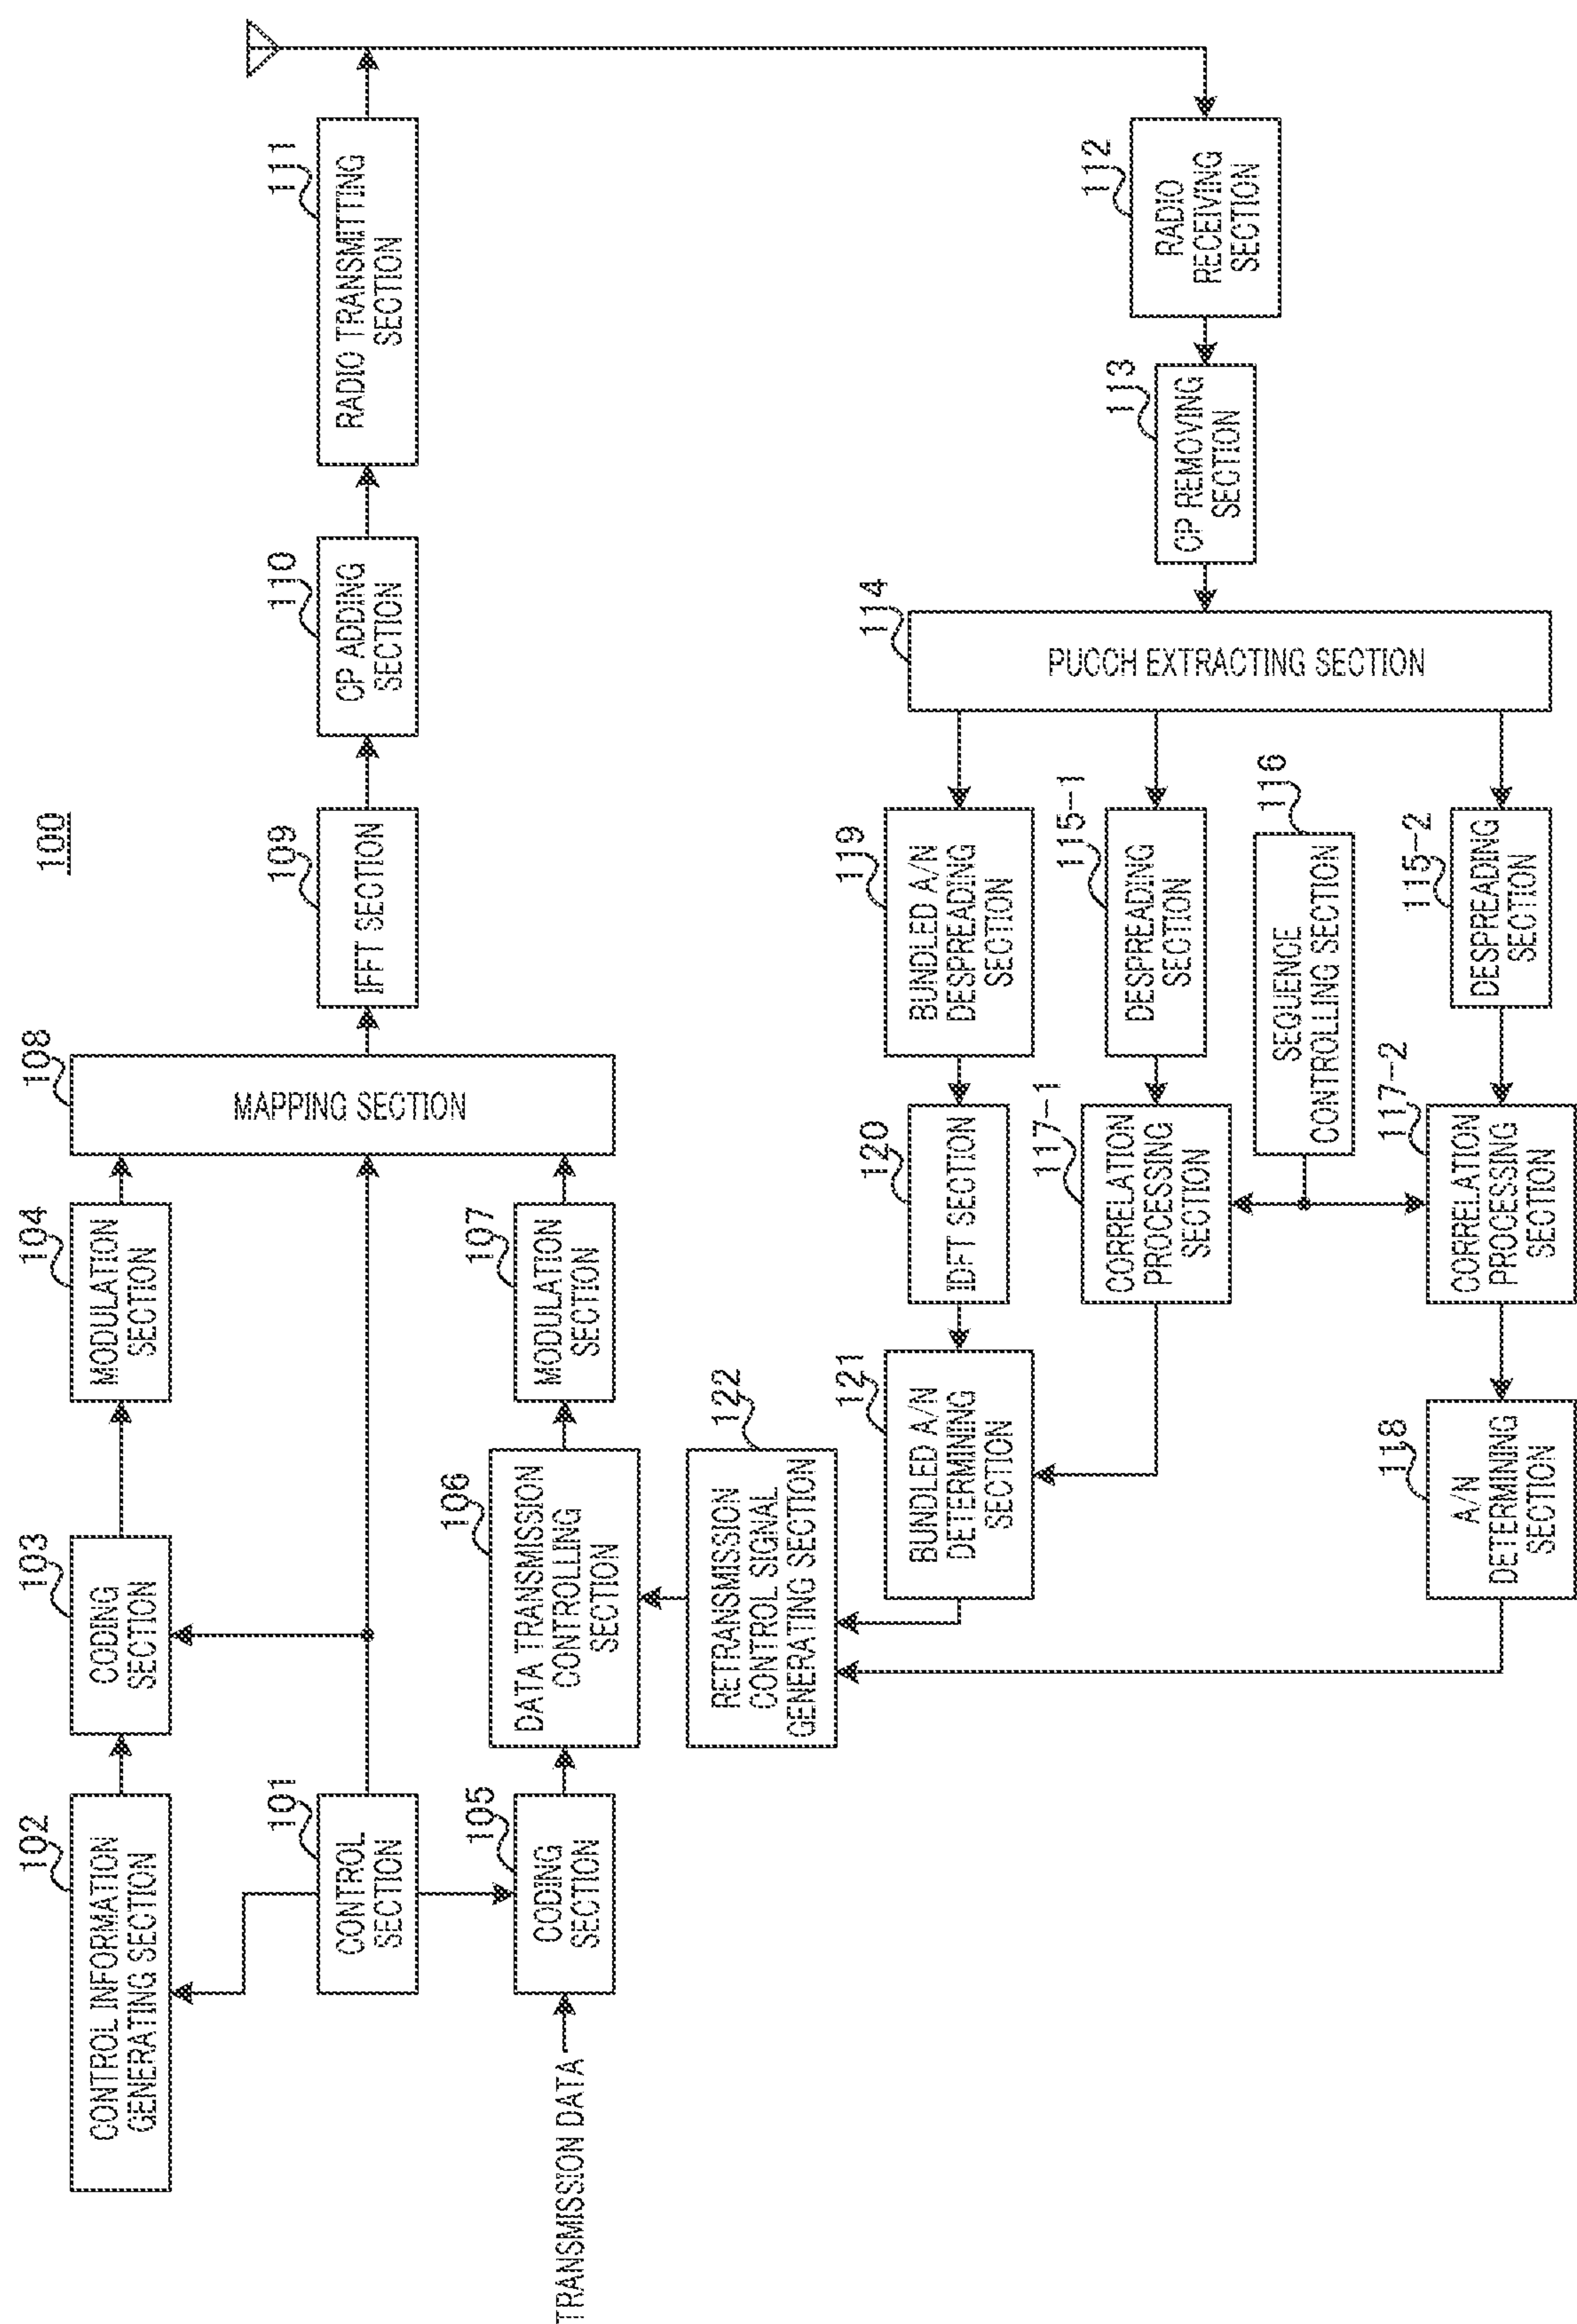 100
102
CONTROL INFORMATION
GENERATING SECTION
103
CODING
SECTION
104
MODULATION
SECTION
108
MAPPING SECTION
109
IFFT SECTION
110
CP ADDING
SECTION
111
RADIO TRANSMITTING
SECTION
101
CONTROL
SECTION
TRANSMISSION DATA
105
CODING
SECTION
106
DATA TRANSMISSION
CONTROLLING
SECTION
107
MODULATION
SECTION
122
RETRANSMISSION
CONTROL SIGNAL
GENERATING SECTION
121
BUNDLED A/N
DETERMINING
SECTION
120
IDFT SECTION
119
BUNDLED A/N
DESPREADING
SECTION
114
PUCCH EXTRACTING SECTION
113
CP REMOVING
SECTION
112
RADIO
RECEIVING
SECTION
117-1
CORRELATION
PROCESSING
SECTION
115-1
DESPREADING
SECTION
116
SEQUENCE
CONTROLLING SECTION
118
A/N
DETERMINING
SECTION
117-2
CORRELATION
PROCESSING
SECTION
115-2
DESPREADING
SECTION